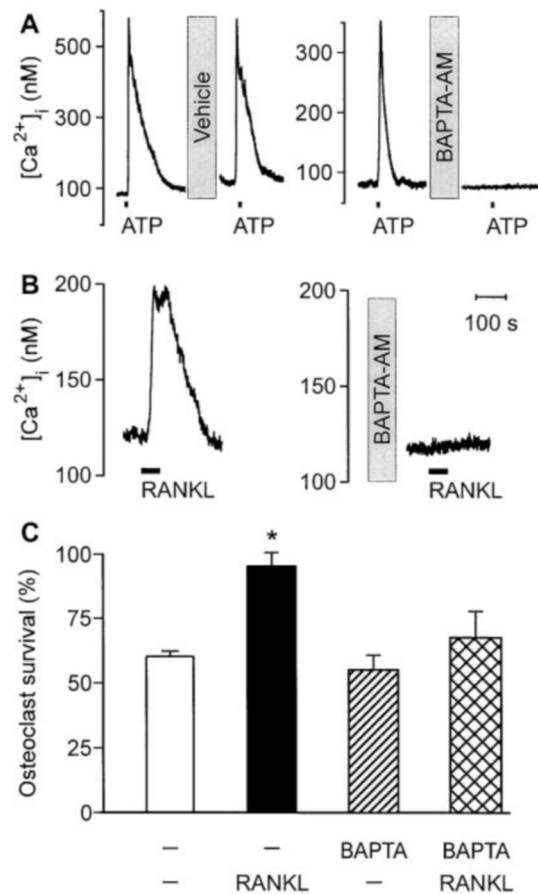 A
[Ca²⁺]ᵢ (nM)
500
300
100
Vehicle
ATP
ATP
300
200
100
BAPTA-AM
ATP
ATP
B
[Ca²⁺]ᵢ (nM)
200
150
100
RANKL
200
150
100
BAPTA-AM
100 s
RANKL
C
Osteoclast survival (%)
100
75
50
25
0
*
– – BAPTA BAPTA
– RANKL – RANKL